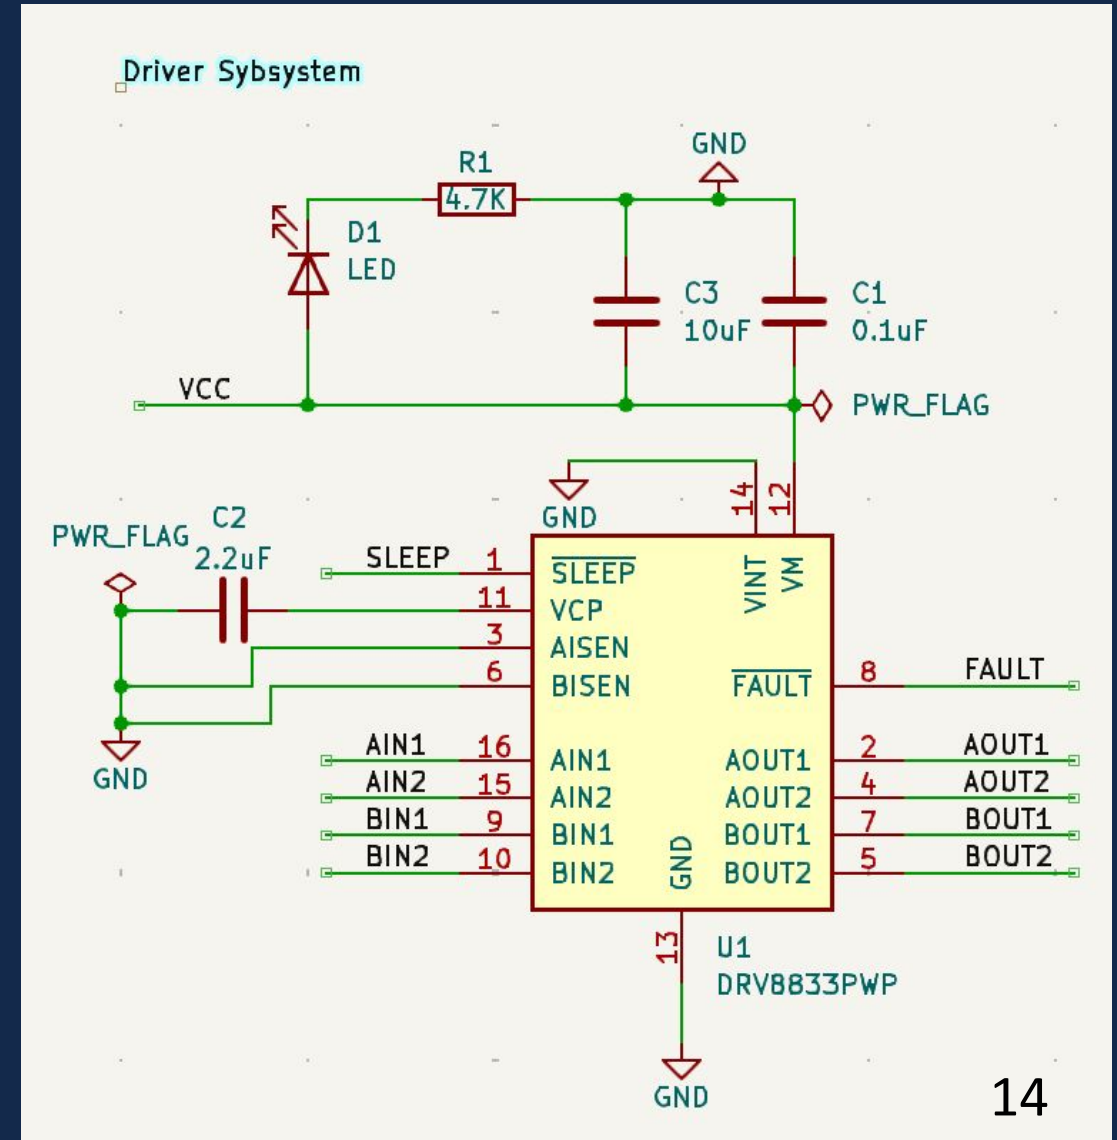 Driver Sybsystem
GND
R1
4.7K
D1
LED
C3
10uF
C1
0.1uF
VCC
PWR_FLAG
GND
14
12
C2
2.2uF
PWR_FLAG
SLEEP
1
SLEEP
VINT
VM
11
VCP
3
AISEN
6
BISEN
FAULT
8
FAULT
GND
AIN1
16
AIN1
AOUT1
2
AOUT1
AIN2
15
AIN2
AOUT2
4
AOUT2
BIN1
9
BIN1
BOUT1
7
BOUT1
BIN2
10
BIN2
GND
BOUT2
5
BOUT2
13
U1
DRV8833PWP
GND
14